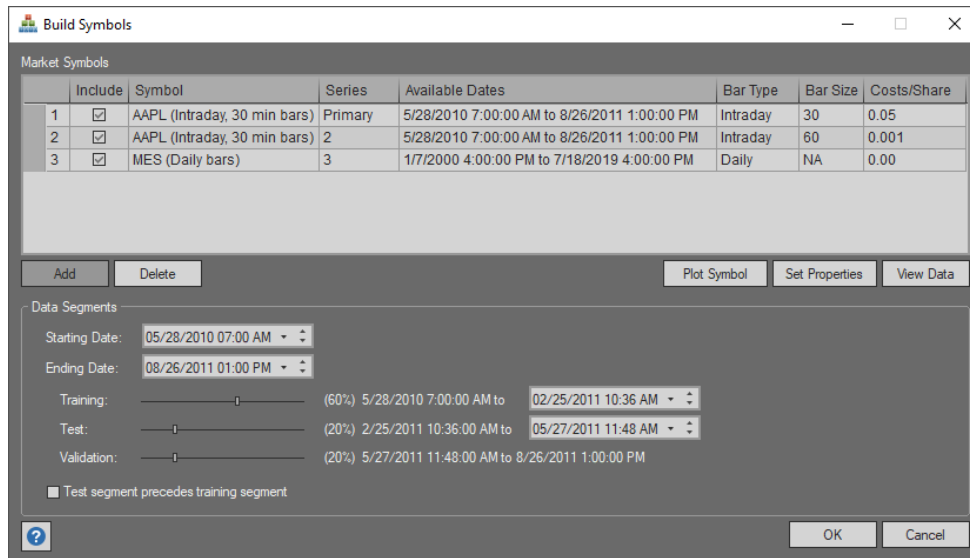 Build Symbols
Market Symbols
Include Symbol Series Available Dates Bar Type Bar Size Costs/Share
1 AAPL (Intraday, 30 min bars) Primary 5/28/2010 7:00:00 AM to 8/26/2011 1:00:00 PM Intraday 30 0.05
2 AAPL (Intraday, 30 min bars) 2 5/28/2010 7:00:00 AM to 8/26/2011 1:00:00 PM Intraday 60 0.001
3 MES (Daily bars) 3 1/7/2000 4:00:00 PM to 7/18/2019 4:00:00 PM Daily NA 0.00
Add Delete Plot Symbol Set Properties View Data
Data Segments
Starting Date: 05/28/2010 07:00 AM
Ending Date: 08/26/2011 01:00 PM
Training: (60%) 5/28/2010 7:00:00 AM to 02/25/2011 10:36 AM
Test: (20%) 2/25/2011 10:36:00 AM to 05/27/2011 11:48 AM
Validation: (20%) 5/27/2011 11:48:00 AM to 8/26/2011 1:00:00 PM
Test segment precedes training segment
? OK Cancel